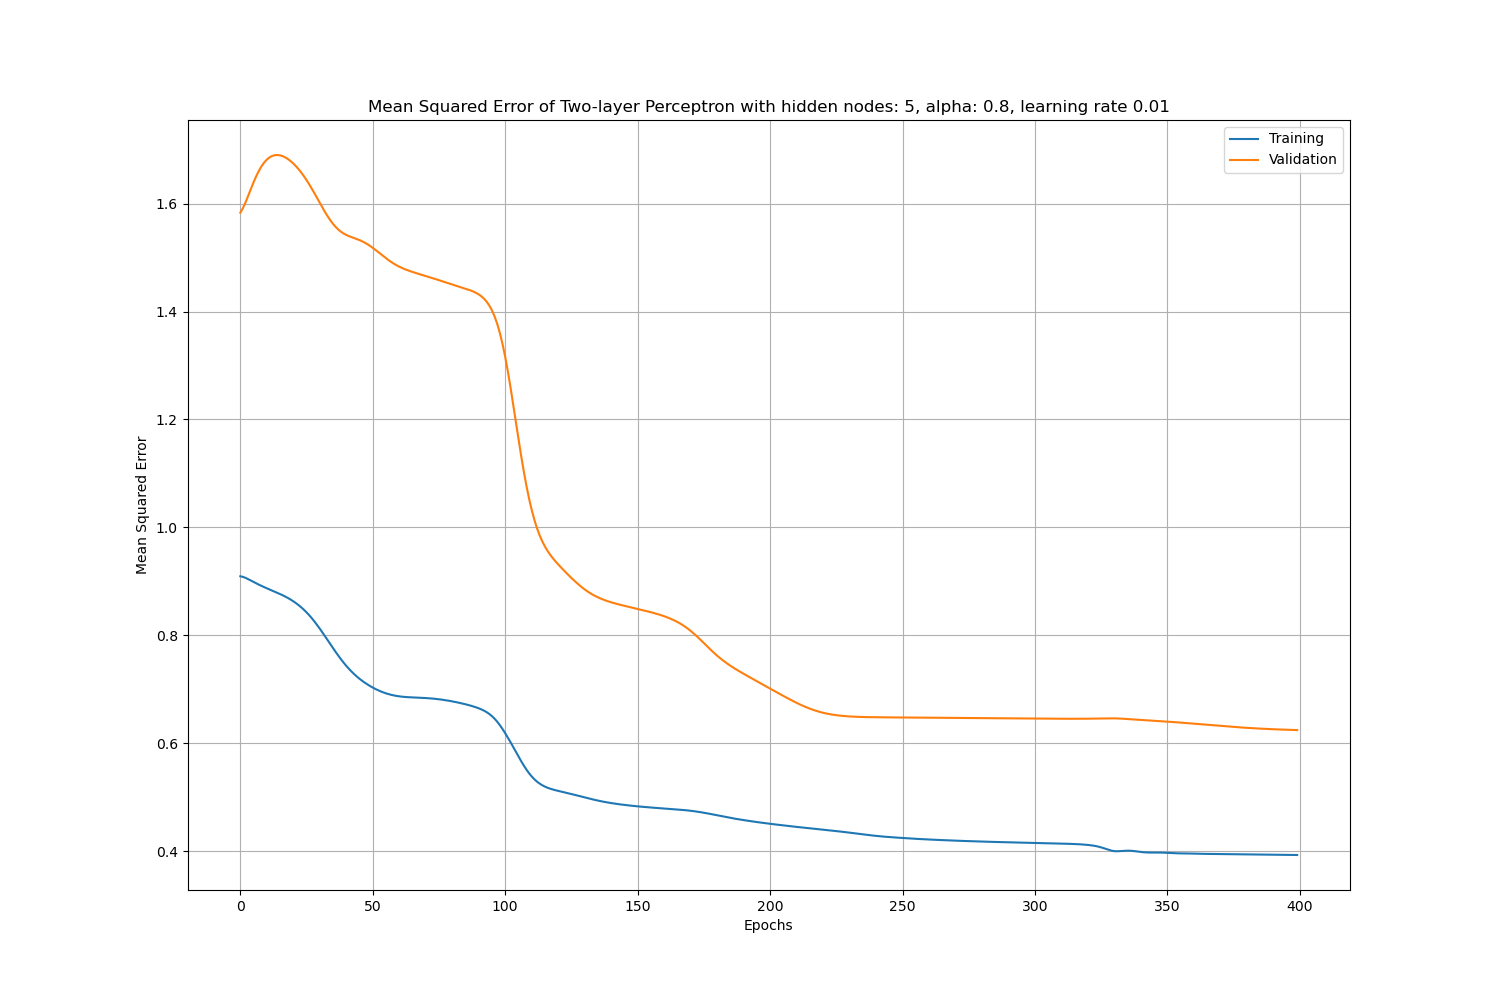 Mean Squared Error of Two-layer Perceptron with hidden nodes: 5, alpha: 0.8, learning rate 0.01
Training
Validation
Mean Squared Error
1.6
1.4
1.2
1.0
0.8
0.6
0.4
0 50 100 150 200 250 300 350 400
Epochs